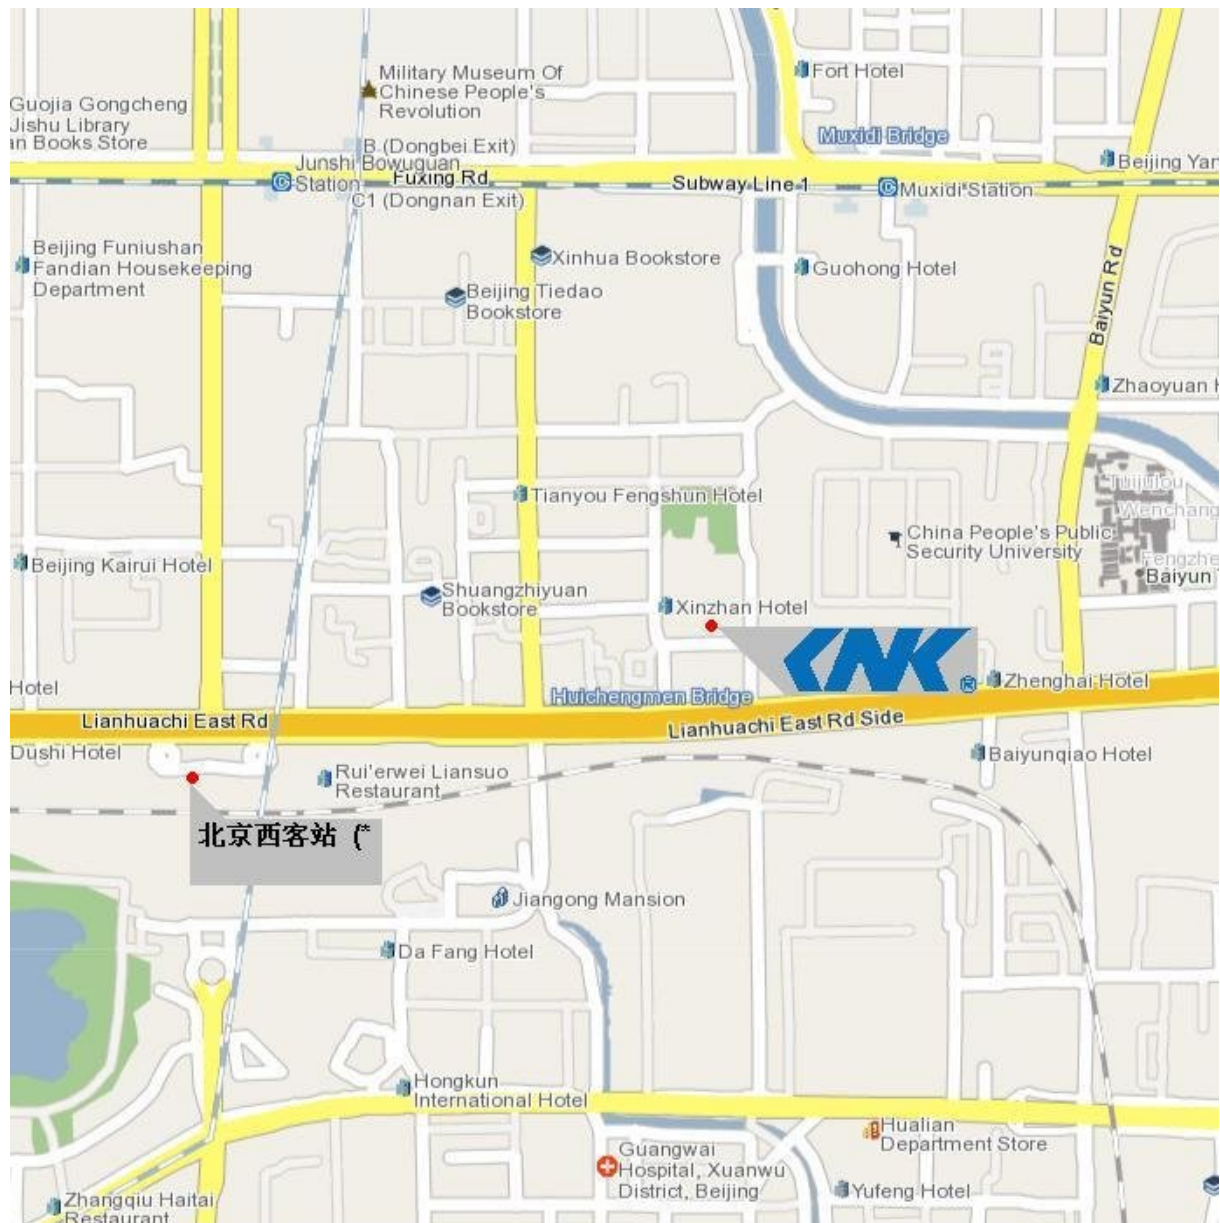 Military Museum Of
Chinese People's
Revolution
Fort Hotel
Guojia Gongcheng
Jishu Library
an Books Store
Muxidi Bridge
B (Dongbei Exit)
Junshi Bowuguan
Station
Fuxing Rd
Subway Line 1
Muxidi Station
Beijing Yan
C1 (Dongnan Exit)
Beijing Funiushan
Fandian Housekeeping
Department
Xinhua Bookstore
Guohong Hotel
Baiyun Rd
Beijing Tiedao
Bookstore
Zhaoyuan H
Tianyou Fengshun Hotel
Tuijulou
Wenchang
China People's Public
Security University
Fengzhe
Baiyun
Beijing Kairui Hotel
Shuangzhiyuan
Bookstore
Xinzhan Hotel
CNK
Hotel
Zhenghai Hotel
Huichengmen Bridge
Lianhuachi East Rd
Lianhuachi East Rd Side
Dushi Hotel
Baiyunqiao Hotel
Rui'erwei Liansuo
Restaurant
北京西客站 (*
Jiangong Mansion
Da Fang Hotel
Hongkun
International Hotel
Hualian
Department Store
Guangwai
Hospital, Xuanwu
District, Beijing
Yufeng Hotel
Zhangqiu Haitai
Restaurant